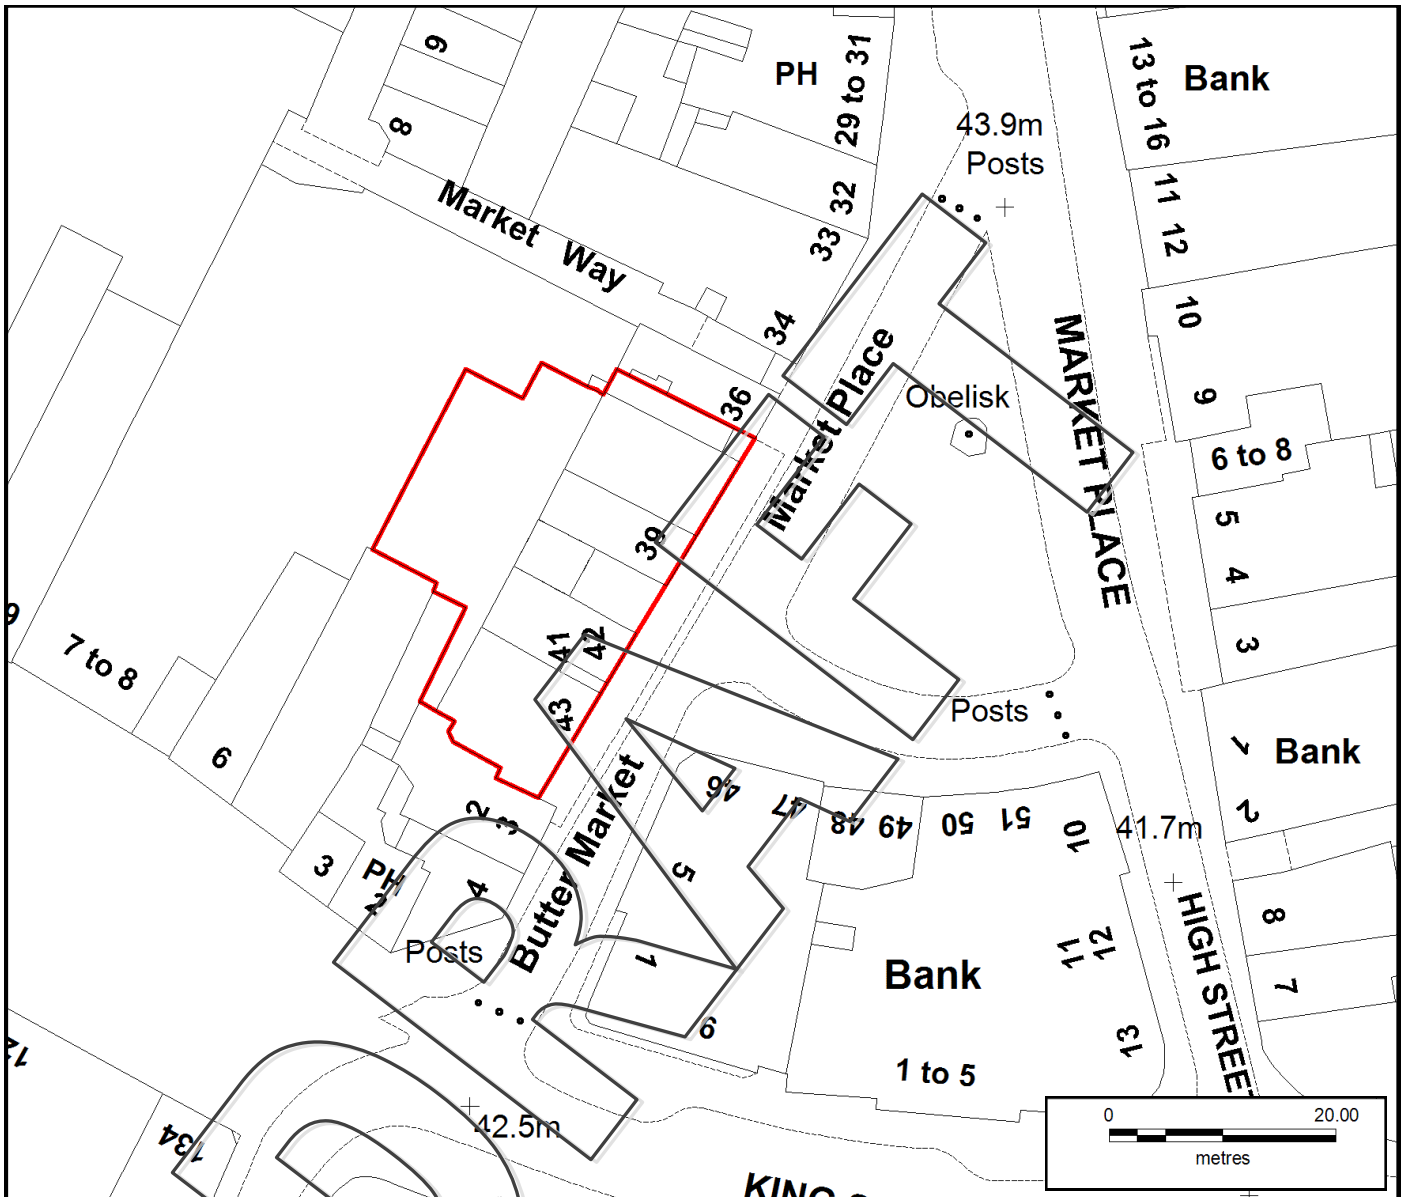 9
8
PH
29 to 31
13 to 16
Bank
43.9m
Posts
32
33
11
12
Market Way
34
10
MARKET PLACE
Market Place
36
Obelisk
9
6 to 8
5
39
4
3
7 to 8
41
42
43
Posts
6
Butter Market
46
47
48
49
50
51
10
41.7m
1
2
Bank
2
3
3
PH
2
4
5
Posts
1
Bank
11
12
8
7
HIGH STREET
9
13
1 to 5
42.5m
134
0
20.00
metres